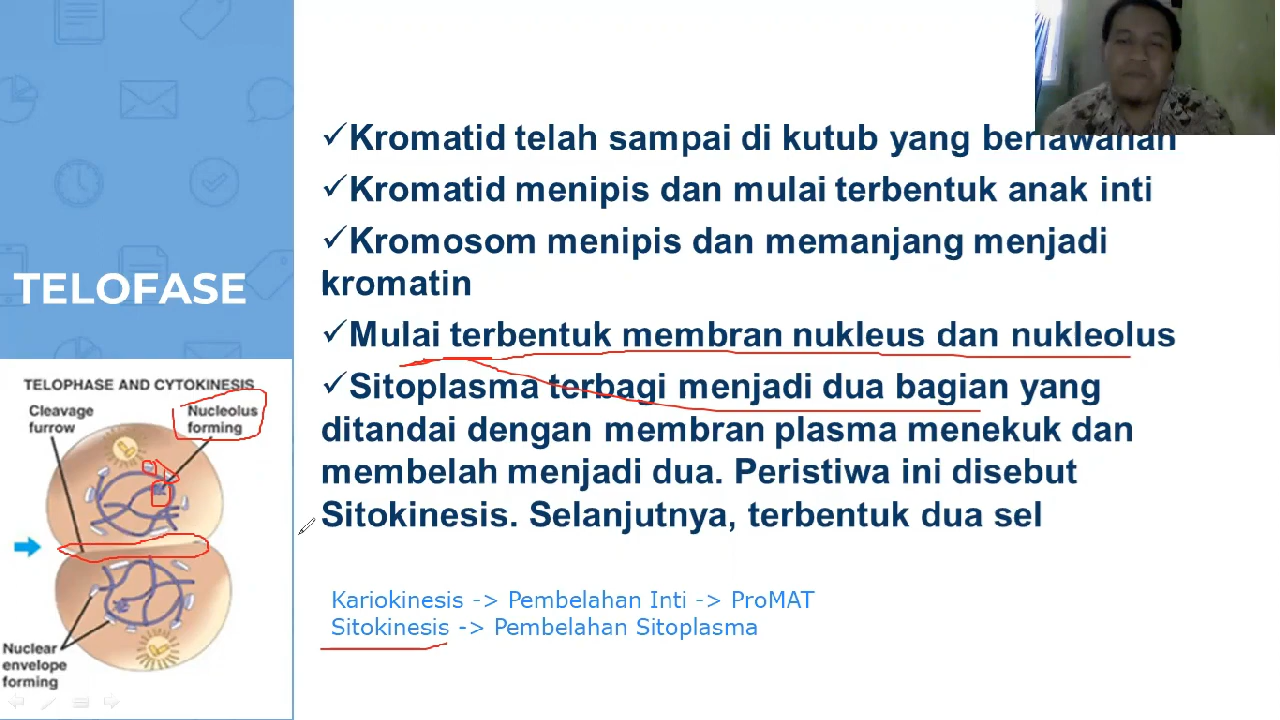 TELOFASE
✓Kromatid telah sampai di kutub yang berlawanan
✓Kromatid menipis dan mulai terbentuk anak inti
✓Kromosom menipis dan memanjang menjadi
kromatin
✓Mulai terbentuk membran nukleus dan nukleolus
✓Sitoplasma terbagi menjadi dua bagian yang
ditandai dengan membran plasma menekuk dan
membelah menjadi dua. Peristiwa ini disebut
Sitokinesis. Selanjutnya, terbentuk dua sel
Kariokinesis -> Pembelahan Inti -> ProMAT
Sitokinesis -> Pembelahan Sitoplasma
TELOPHASE AND CYTOKINESIS
Cleavage
furrow
Nucleolus
forming
Nuclear
envelope
forming